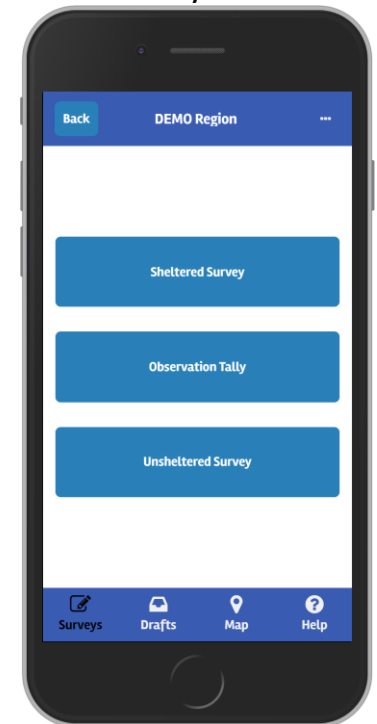 Back DEMO Region ...
Sheltered Survey
Observation Tally
Unsheltered Survey
Surveys Drafts Map Help